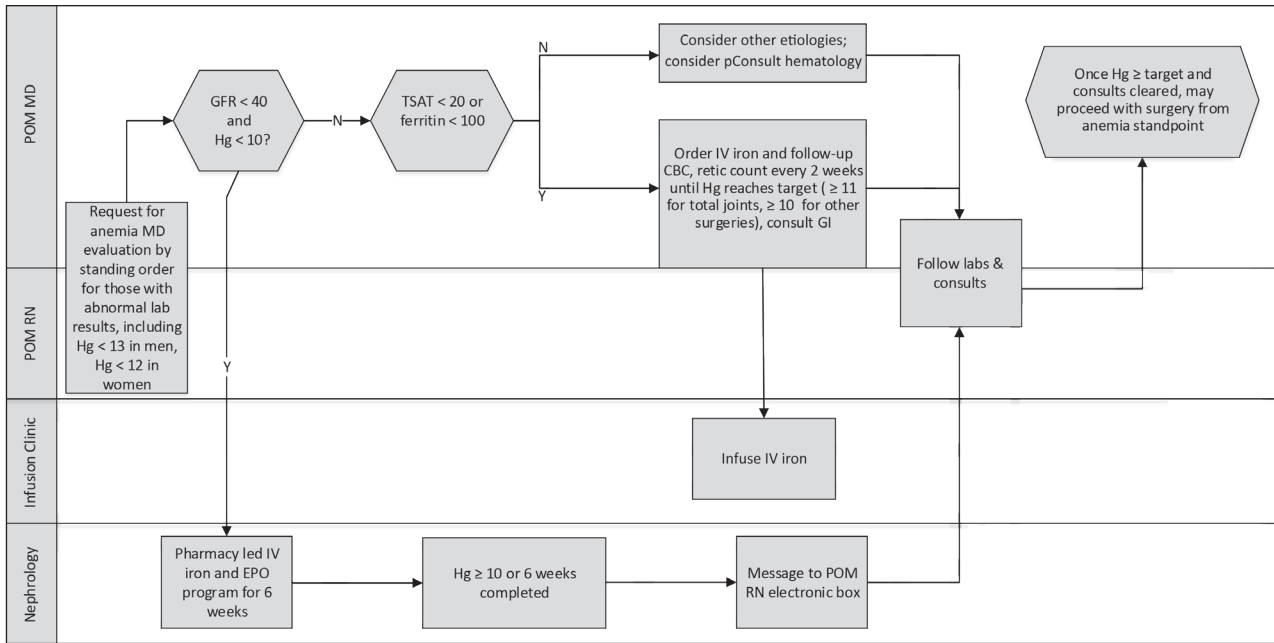 POM MD
Request for
anemia MD
evaluation by
standing order
for those with
abnormal lab
results, including
Hg < 13 in men,
Hg < 12 in
women
GFR < 40
and
Hg < 10?
N
Y
TSAT < 20 or
ferritin < 100
N
Y
Consider other etiologies;
consider pConsult hematology
Order IV iron and follow-up
CBC, retic count every 2 weeks
until Hg reaches target ( ≥ 11
for total joints, ≥ 10 for other
surgeries), consult GI
Follow labs &
consults
Once Hg ≥ target and
consults cleared, may
proceed with surgery from
anemia standpoint
POM RN
Infusion Clinic
Infuse IV iron
Nephrology
Pharmacy led IV
iron and EPO
program for 6
weeks
Hg ≥ 10 or 6 weeks
completed
Message to POM
RN electronic box